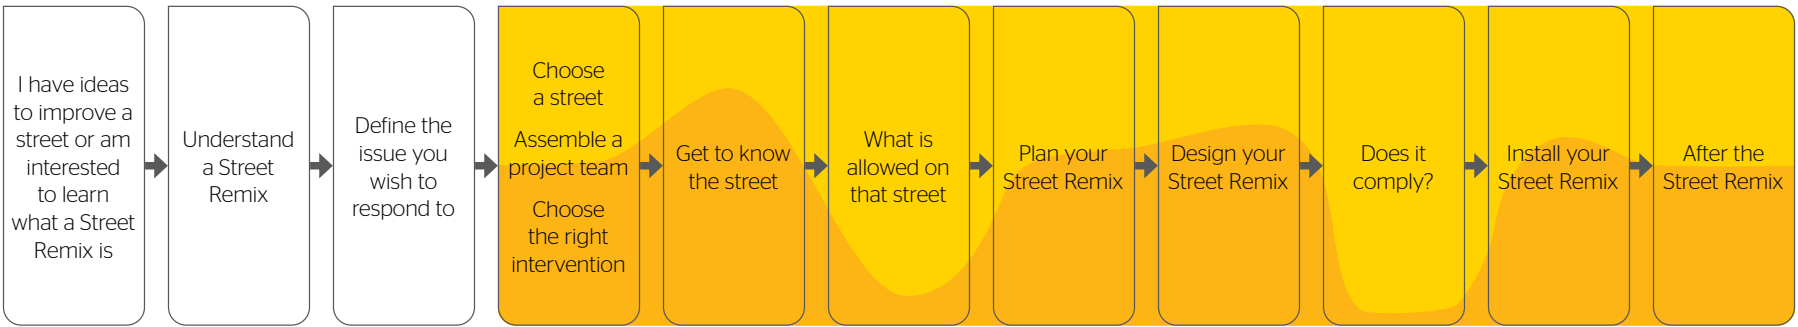 I have ideas
to improve a
street or am
interested
to learn
what a Street
Remix is
Understand
a Street
Remix
Define the
issue you
wish to
respond to
Choose
a street
Assemble a
project team
Choose
the right
intervention
Get to know
the street
What is
allowed on
that street
Plan your
Street Remix
Design your
Street Remix
Does it
comply?
Install your
Street Remix
After the
Street Remix